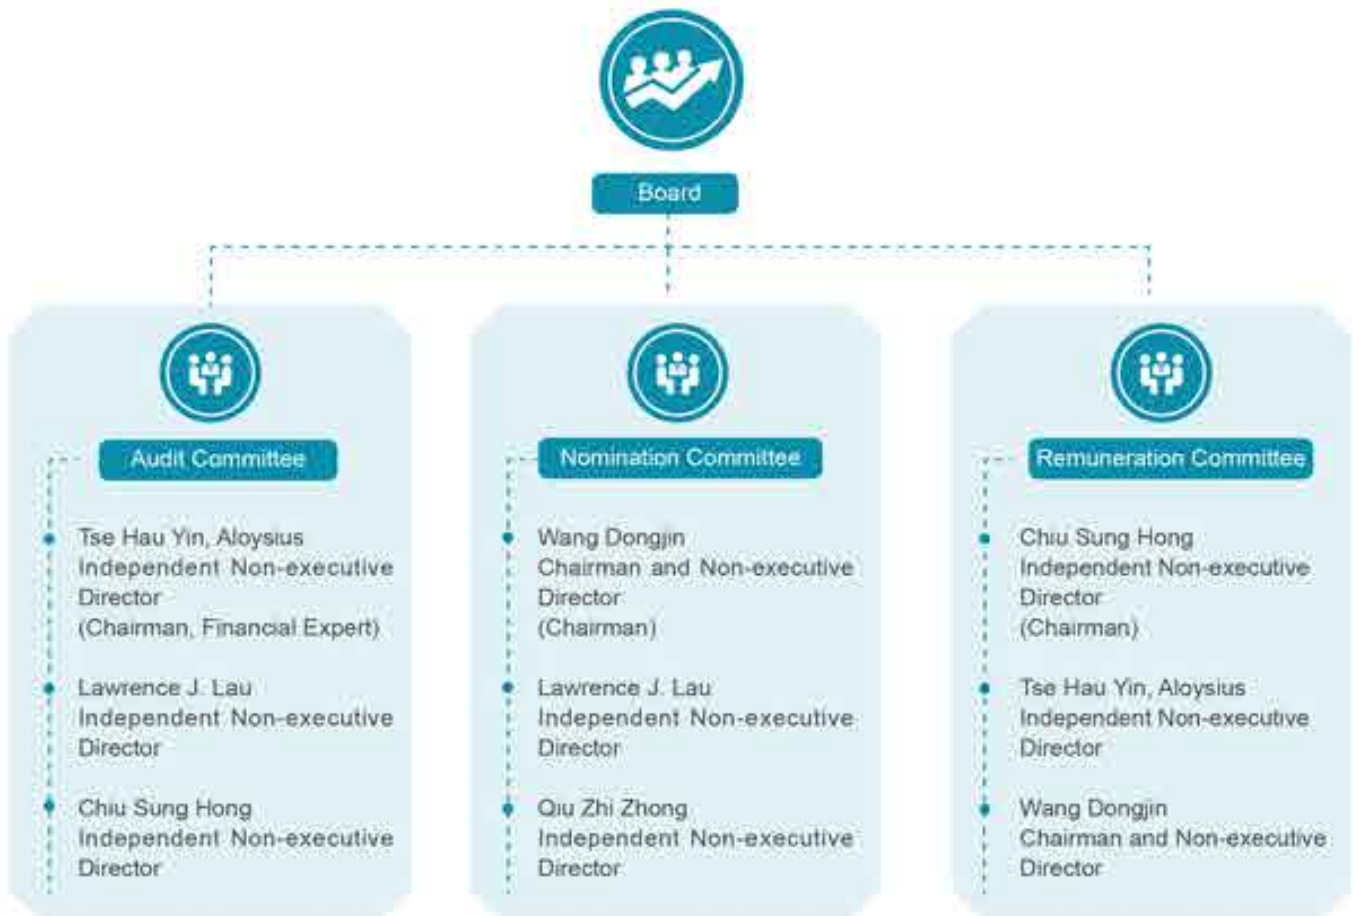 Board
Audit Committee
Tse Hau Yin, Aloysius
Independent Non-executive
Director
(Chairman, Financial Expert)
Lawrence J. Lau
Independent Non-executive
Director
Chiu Sung Hong
Independent Non-executive
Director
Nomination Committee
Wang Dongjin
Chairman and Non-executive
Director
(Chairman)
Lawrence J. Lau
Independent Non-executive
Director
Qiu Zhi Zhong
Independent Non-executive
Director
Remuneration Committee
Chiu Sung Hong
Independent Non-executive
Director
(Chairman)
Tse Hau Yin, Aloysius
Independent Non-executive
Director
Wang Dongjin
Chairman and Non-executive
Director